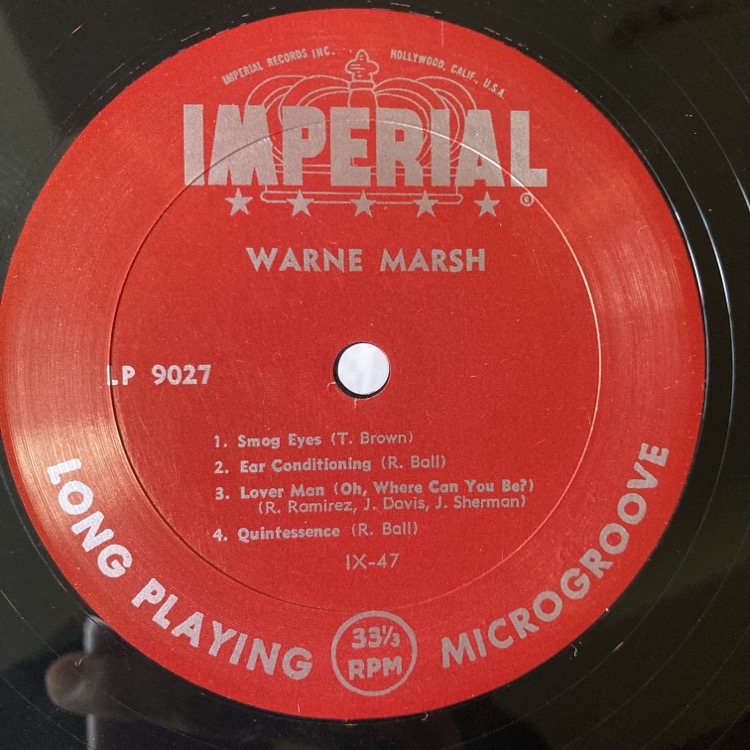 IMPERIAL RECORDS INC. HOLLYWOOD, CALIF., U.S.A.
IMPERIAL
®
WARNE MARSH
LP 9027
1. Smog Eyes (T. Brown)
2. Ear Conditioning (R. Ball)
3. Lover Man (Oh, Where Can You Be?)
(R. Ramirez, J. Davis, J. Sherman)
4. Quintessence (R. Ball)
IX-47
LONG PLAYING
33⅓
RPM
MICROGROOVE